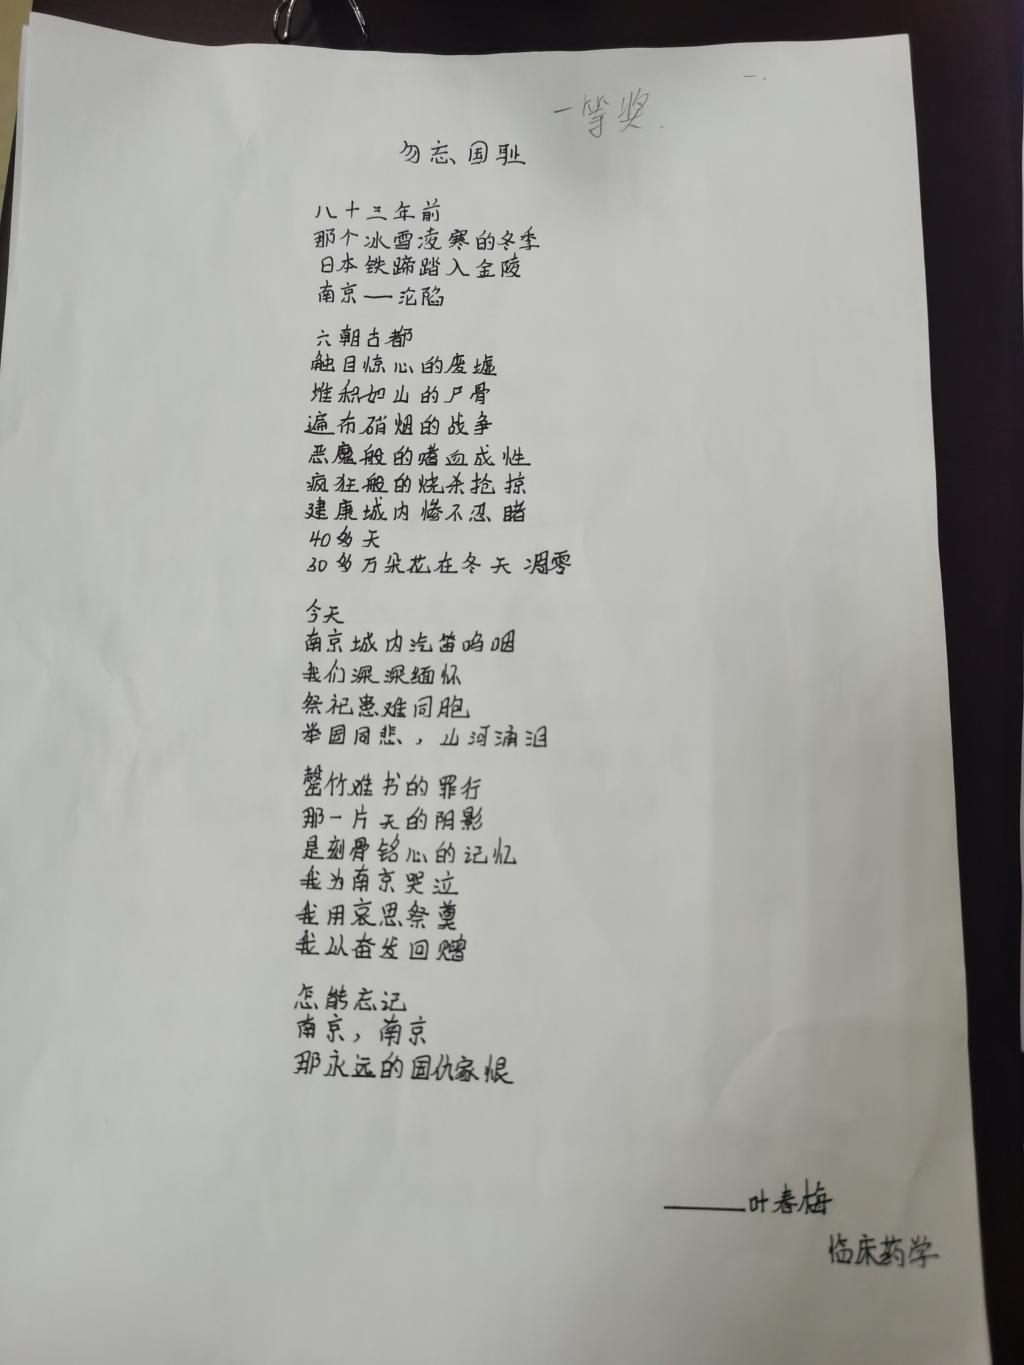 一.
一等奖.
勿忘国耻
八十三年前
那个冰雪凌寒的冬季
日本铁蹄踏入金陵
南京——沦陷
六朝古都
触目惊心的废墟
堆积如山的尸骨
遍布硝烟的战争
恶魔般的嗜血成性
疯狂般的烧杀抢掠
建康城内惨不忍睹
40多天
30多万朵花在冬天凋零
今天
南京城内汽笛呜咽
我们深深缅怀
祭祀患难同胞
举国同悲，山河涌泪
罄竹难书的罪行
那一片天的阴影
是刻骨铭心的记忆
我为南京哭泣
我用哀思祭奠
我以奋发回赠
怎能忘记
南京，南京
那永远的国仇家恨
——叶春梅
临床药学